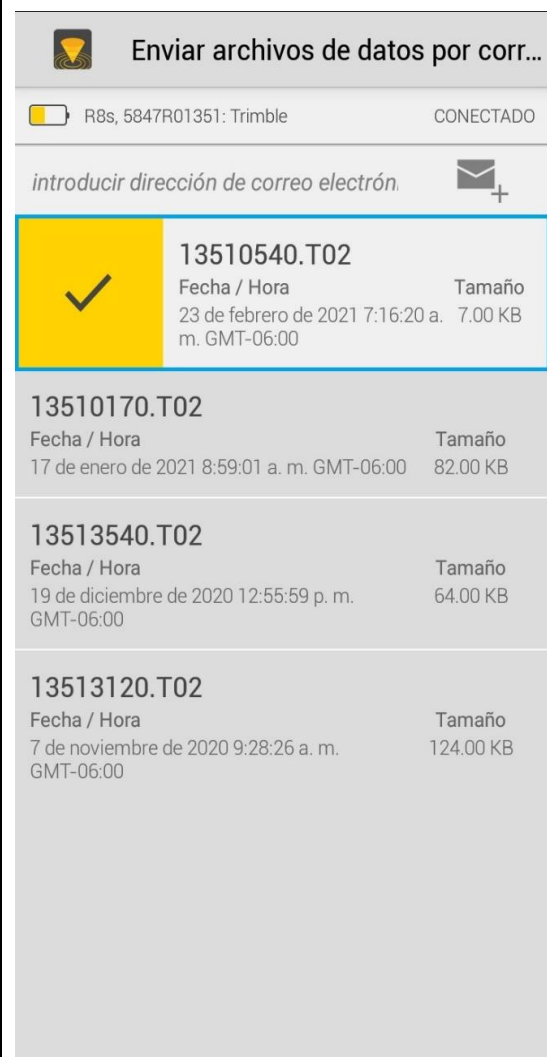 Enviar archivos de datos por corr...
R8s, 5847R01351: Trimble CONECTADO
introducir dirección de correo electrón
13510540.T02
Fecha / Hora Tamaño
23 de febrero de 2021 7:16:20 a. 7.00 KB
m. GMT-06:00
13510170.T02
Fecha / Hora Tamaño
17 de enero de 2021 8:59:01 a. m. GMT-06:00 82.00 KB
13513540.T02
Fecha / Hora Tamaño
19 de diciembre de 2020 12:55:59 p. m. 64.00 KB
GMT-06:00
13513120.T02
Fecha / Hora Tamaño
7 de noviembre de 2020 9:28:26 a. m. 124.00 KB
GMT-06:00